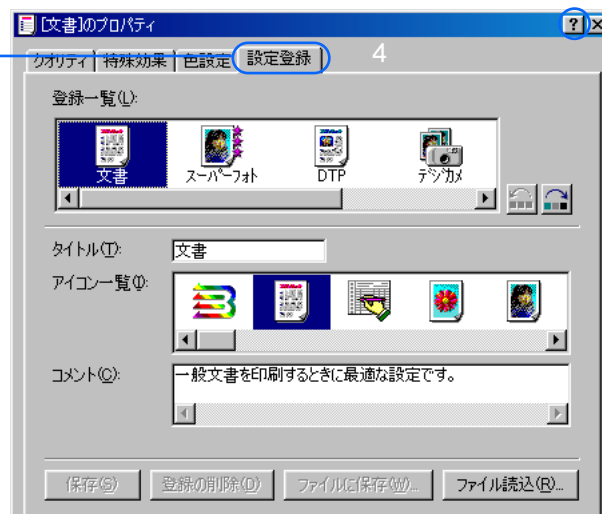 [文書]のプロパティ
クオリティ 特殊効果 色設定 設定登録 4
登録一覧(L):
文書 スーパーフォト DTP デジカメ
タイトル(T): 文書
アイコン一覧(I):
コメント(C): 一般文書を印刷するときに最適な設定です。
保存(S) 登録の削除(D) ファイルに保存(W)... ファイル読込(R)...